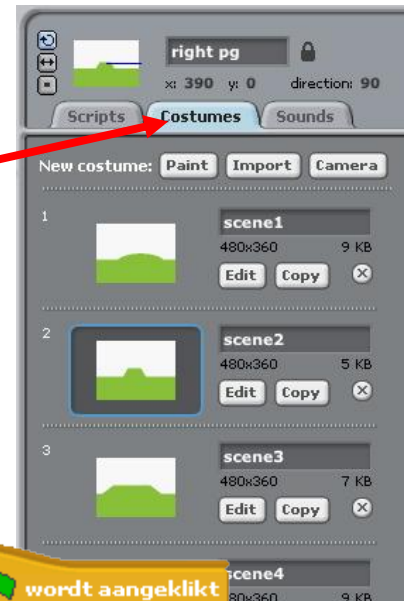 right pg
x: 390 y: 0 direction: 90
Scripts Costumes Sounds
New costume: Paint Import Camera
1
scene1
480x360 9 KB
Edit Copy
2
scene2
480x360 5 KB
Edit Copy
3
scene3
480x360 7 KB
Edit Copy
scene4
wordt aangeklikt
80x360 9 KB